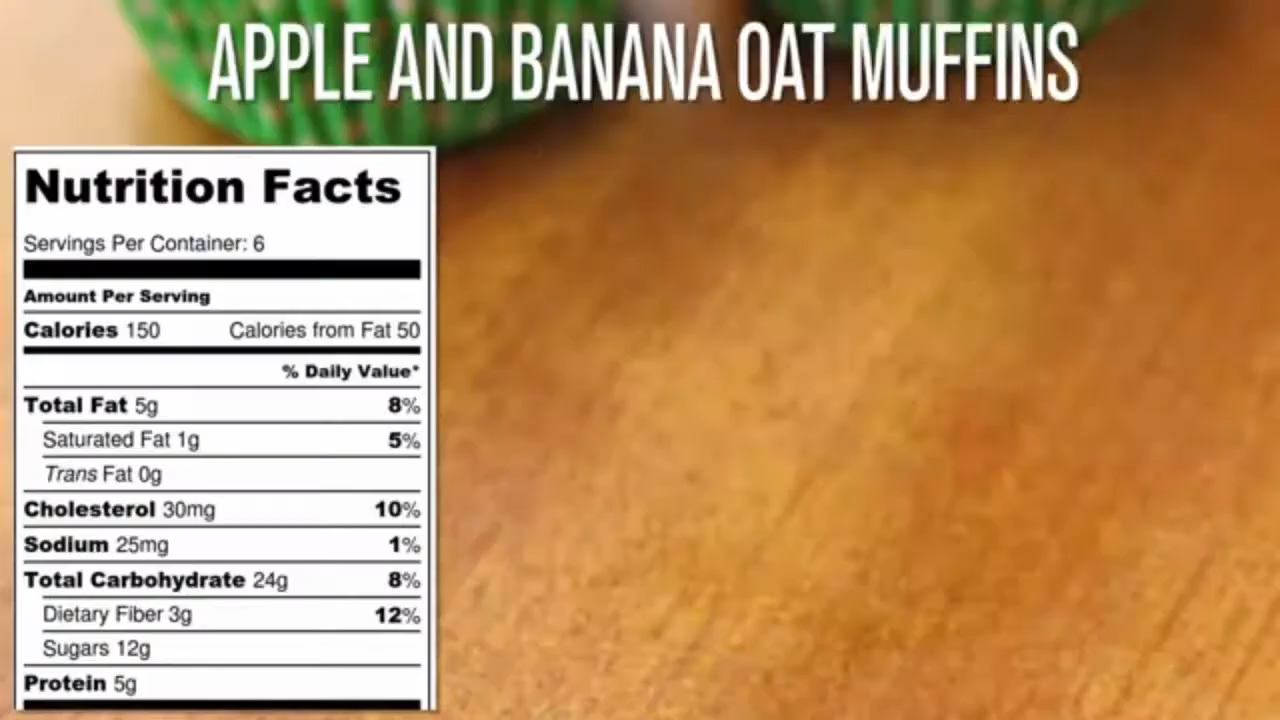 APPLE AND BANANA OAT MUFFINS
Nutrition Facts
Servings Per Container: 6
Amount Per Serving
Calories 150 Calories from Fat 50
% Daily Value*
Total Fat 5g 8%
Saturated Fat 1g 5%
Trans Fat 0g
Cholesterol 30mg 10%
Sodium 25mg 1%
Total Carbohydrate 24g 8%
Dietary Fiber 3g 12%
Sugars 12g
Protein 5g